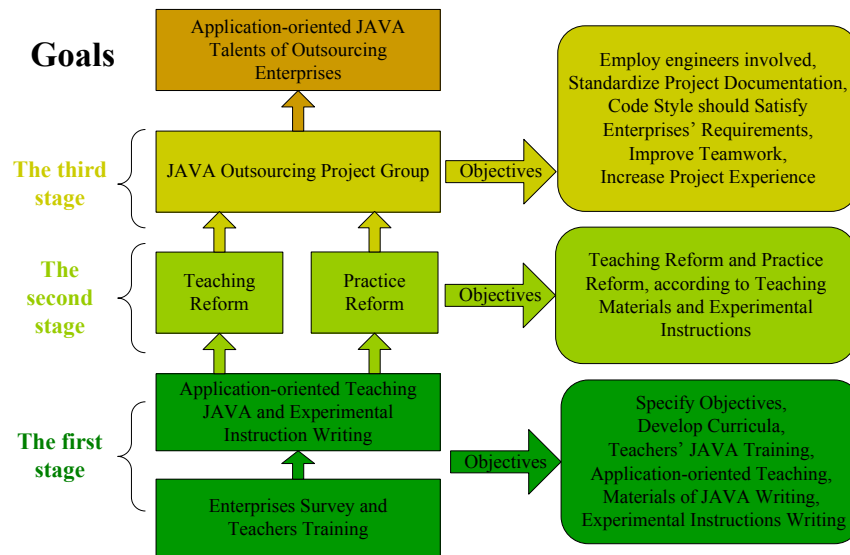 Goals
Application-oriented JAVA
Talents of Outsourcing
Enterprises
Employ engineers involved,
Standardize Project Documentation,
Code Style should Satisfy
Enterprises’ Requirements,
Improve Teamwork,
Increase Project Experience
The third
stage
JAVA Outsourcing Project Group
Objectives
The
second
stage
Teaching
Reform
Practice
Reform
Objectives
Teaching Reform and Practice
Reform, according to Teaching
Materials and Experimental
Instructions
The first
stage
Application-oriented Teaching
JAVA and Experimental
Instruction Writing
Enterprises Survey and
Teachers Training
Objectives
Specify Objectives,
Develop Curricula,
Teachers’ JAVA Training,
Application-oriented Teaching,
Materials of JAVA Writing,
Experimental Instructions Writing